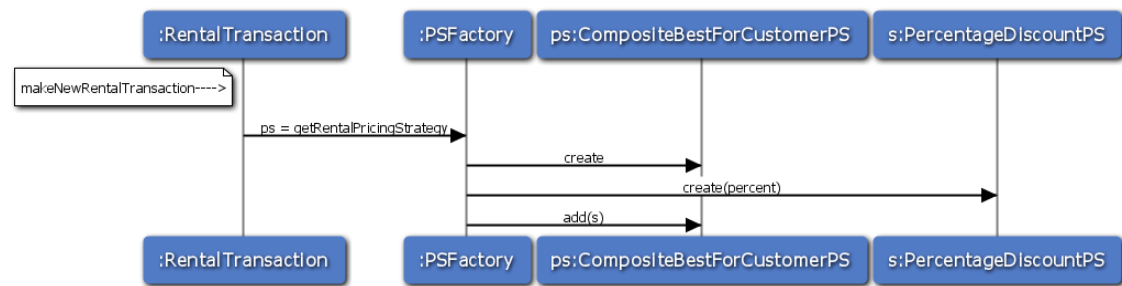 :RentalTransaction
:PSFactory
ps:CompositeBestForCustomerPS
s:PercentageDiscountPS
makeNewRentalTransaction---->
ps = getRentalPricingStrategy
create
create(percent)
add(s)
:RentalTransaction
:PSFactory
ps:CompositeBestForCustomerPS
s:PercentageDiscountPS